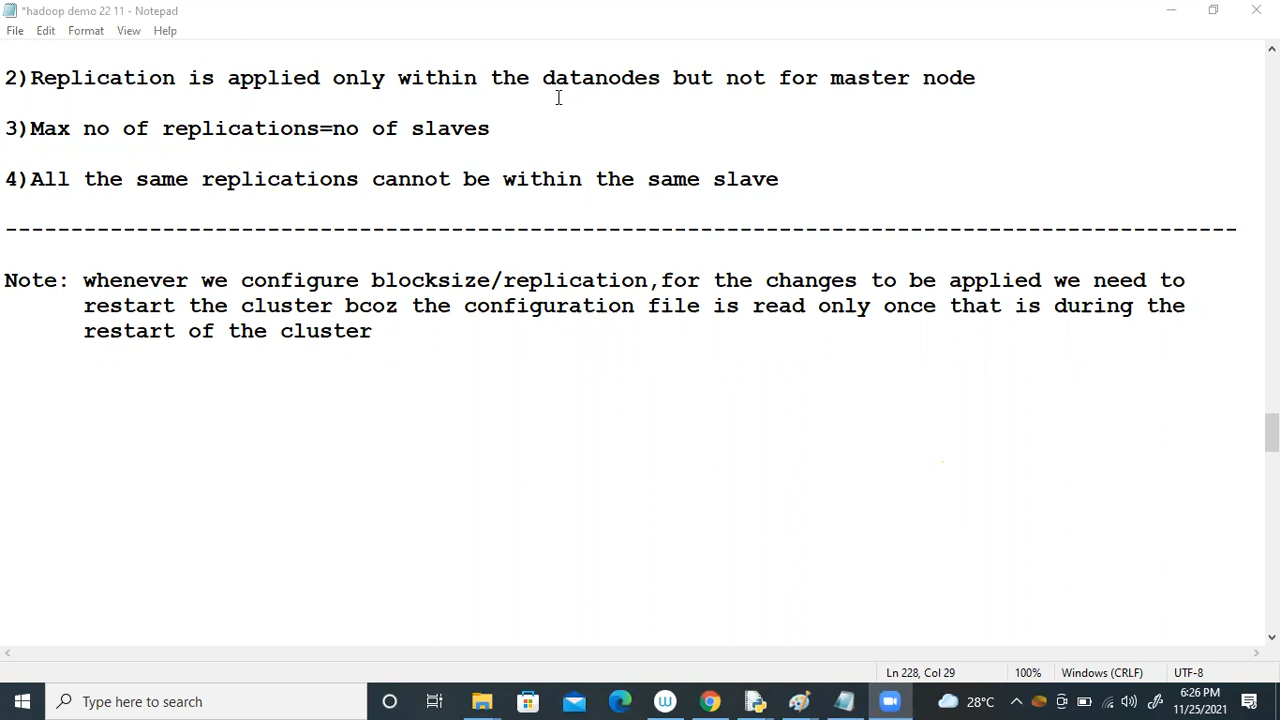 *hadoop demo 22 11 - Notepad
File Edit Format View Help
2)Replication is applied only within the datanodes but not for master node
3)Max no of replications=no of slaves
4)All the same replications cannot be within the same slave
----------------------------------------------------------------------------------------------
Note: whenever we configure blocksize/replication,for the changes to be applied we need to
restart the cluster bcoz the configuration file is read only once that is during the
restart of the cluster
Ln 228, Col 29 100% Windows (CRLF) UTF-8
Type here to search
W
28°C
6:26 PM
11/25/2021